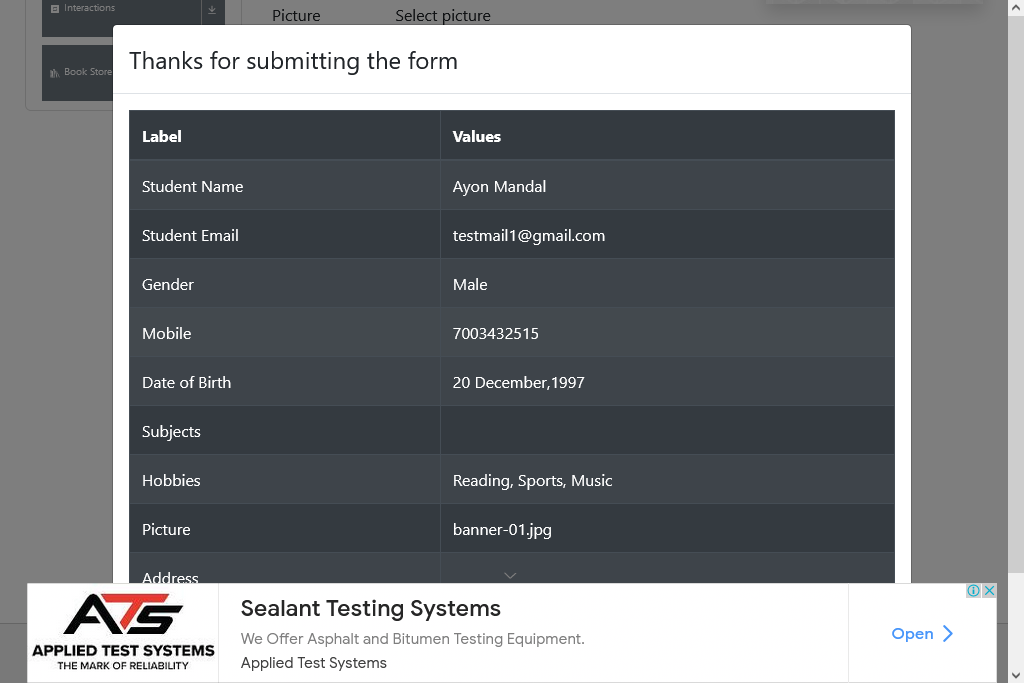 Interactions
Picture Select picture
Book Store
Thanks for submitting the form
Label Values
Student Name Ayon Mandal
Student Email testmail1@gmail.com
Gender Male
Mobile 7003432515
Date of Birth 20 December,1997
Subjects
Hobbies Reading, Sports, Music
Picture banner-01.jpg
Address
ATS
APPLIED TEST SYSTEMS
THE MARK OF RELIABILITY
Sealant Testing Systems
We Offer Asphalt and Bitumen Testing Equipment.
Applied Test Systems
Open